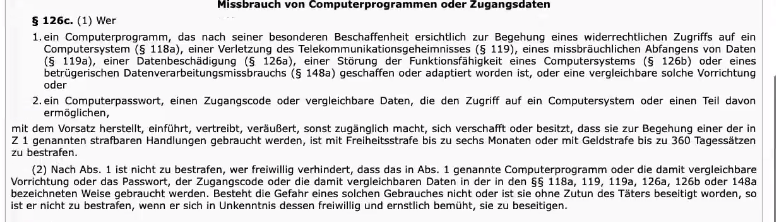 Missbrauch von Computerprogrammen oder Zugangsdaten
§ 126c. (1) Wer
1. ein Computerprogramm, das nach seiner besonderen Beschaffenheit ersichtlich zur Begehung eines widerrechtlichen Zugriffs auf ein
Computersystem (§ 118a), einer Verletzung des Telekommunikationsgeheimnisses (§ 119), eines missbräuchlichen Abfangens von Daten
(§ 119a), einer Datenbeschädigung (§ 126a), einer Störung der Funktionsfähigkeit eines Computersystems (§ 126b) oder eines
betrügerischen Datenverarbeitungsmissbrauchs (§ 148a) geschaffen oder adaptiert worden ist, oder eine vergleichbare solche Vorrichtung
oder
2. ein Computerpasswort, einen Zugangscode oder vergleichbare Daten, die den Zugriff auf ein Computersystem oder einen Teil davon
ermöglichen,
mit dem Vorsatz herstellt, einführt, vertreibt, veräußert, sonst zugänglich macht, sich verschafft oder besitzt, dass sie zur Begehung einer der in
Z 1 genannten strafbaren Handlungen gebraucht werden, ist mit Freiheitsstrafe bis zu sechs Monaten oder mit Geldstrafe bis zu 360 Tagessätzen
zu bestrafen.
(2) Nach Abs. 1 ist nicht zu bestrafen, wer freiwillig verhindert, dass das in Abs. 1 genannte Computerprogramm oder die damit vergleichbare
Vorrichtung oder das Passwort, der Zugangscode oder die damit vergleichbaren Daten in der in den §§ 118a, 119, 119a, 126a, 126b oder 148a
bezeichneten Weise gebraucht werden. Besteht die Gefahr eines solchen Gebrauches nicht oder ist sie ohne Zutun des Täters beseitigt worden, so
ist er nicht zu bestrafen, wenn er sich in Unkenntnis dessen freiwillig und ernstlich bemüht, sie zu beseitigen.